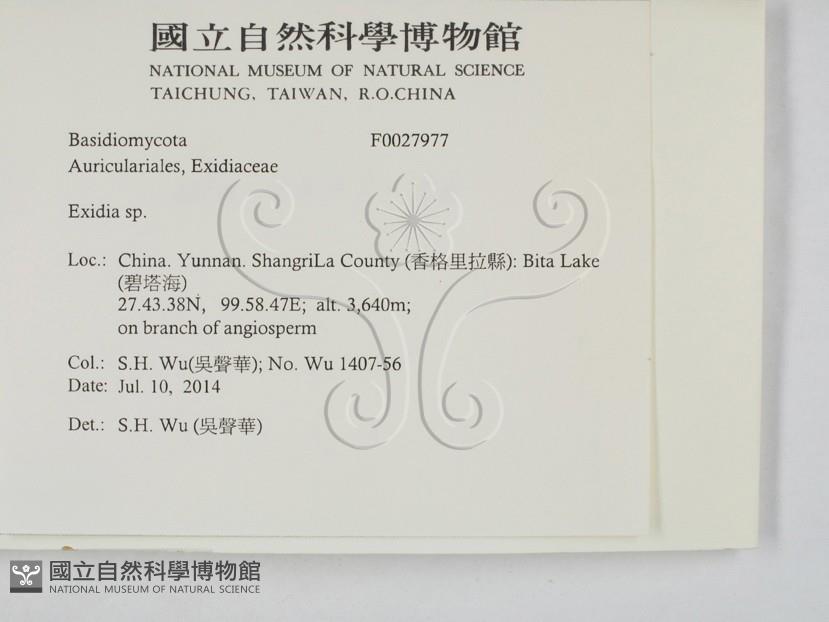 國立自然科學博物館
NATIONAL MUSEUM OF NATURAL SCIENCE
TAICHUNG, TAIWAN, R.O.CHINA
Basidiomycota F0027977
Auriculariales, Exidiaceae
Exidia sp.
Loc.: China. Yunnan. ShangriLa County (香格里拉縣): Bita Lake
(碧塔海)
27.43.38N, 99.58.47E; alt. 3,640m;
on branch of angiosperm
Col.: S.H. Wu(吳聲華); No. Wu 1407-56
Date: Jul. 10, 2014
Det.: S.H. Wu (吳聲華)
國立自然科學博物館
NATIONAL MUSEUM OF NATURAL SCIENCE